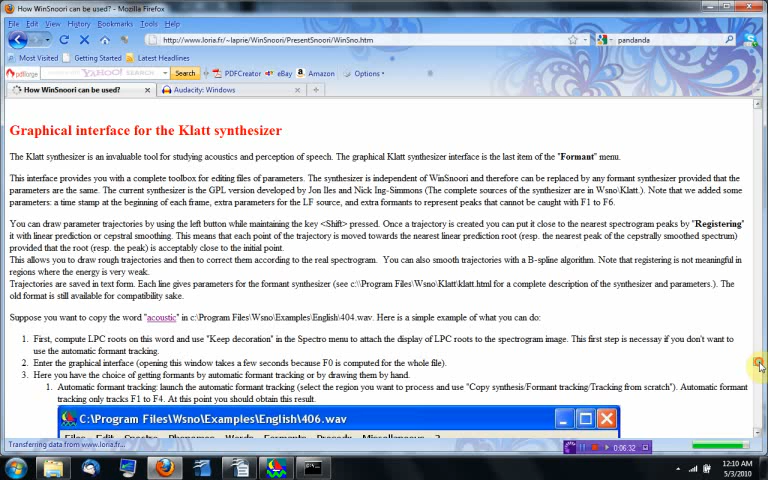 How WinSnoori can be used? - Mozilla Firefox
File Edit View History Bookmarks Tools Help
http://www.loria.fr/~laprie/WinSnoori/PresentSnoori/WinSno.htm
pandanda
Most Visited Getting Started Latest Headlines
pdfforge YAHOO! SEARCH Search PDFCreator eBay Amazon Options
How WinSnoori can be used? Audacity: Windows
Graphical interface for the Klatt synthesizer
The Klatt synthesizer is an invaluable tool for studying acoustics and perception of speech. The graphical Klatt synthesizer interface is the last item of the "Formant" menu.
This interface provides you with a complete toolbox for editing files of parameters. The synthesizer is independent of WinSnoori and therefore can be replaced by any formant synthesizer provided that the
parameters are the same. The current synthesizer is the GPL version developed by Jon Iles and Nick Ing-Simmons (The complete sources of the synthesizer are in Wsno\Klatt.). Note that we added some
parameters: a time stamp at the beginning of each frame, extra parameters for the LF source, and extra formants to represent peaks that cannot be caught with F1 to F6.
You can draw parameter trajectories by using the left button while maintaining the key <Shift> pressed. Once a trajectory is created you can put it close to the nearest spectrogram peaks by "Registering"
it with linear prediction or cepstral smoothing. This means that each point of the trajectory is moved towards the nearest linear prediction root (resp. the nearest peak of the cepstrally smoothed spectrum)
provided that the root (resp. the peak) is acceptably close to the initial point.
This allows you to draw rough trajectories and then to correct them according to the real spectrogram. You can also smooth trajectories with a B-spline algorithm. Note that registering is not meaningful in
regions where the energy is very weak.
Trajectories are saved in text form. Each line gives parameters for the formant synthesizer (see c:\\Program Files\Wsno\Klatt\klatt.html for a complete description of the synthesizer and parameters.). The
old format is still available for compatibility sake.
Suppose you want to copy the word "acoustic" in c:\Program Files\Wsno\Examples\English\404.wav. Here is a simple example of what you can do:
1. First, compute LPC roots on this word and use "Keep decoration" in the Spectro menu to attach the display of LPC roots to the spectrogram image. This first step is necessary if you don't want to
use the automatic formant tracking.
2. Enter the graphical interface (opening this window takes a few seconds because F0 is computed for the whole file).
3. Here you have the choice of getting formants by automatic formant tracking or by drawing them by hand.
1. Automatic formant tracking: launch the automatic formant tracking (select the region you want to process and use "Copy synthesis/Formant tracking/Tracking from scratch"). Automatic formant
tracking only tracks F1 to F4. At this point you should obtain this result.
C:\Program Files\Wsno\Examples\English\406.wav
Transferring data from www.loria.fr...
0:06:32
12:10 AM
5/3/2010